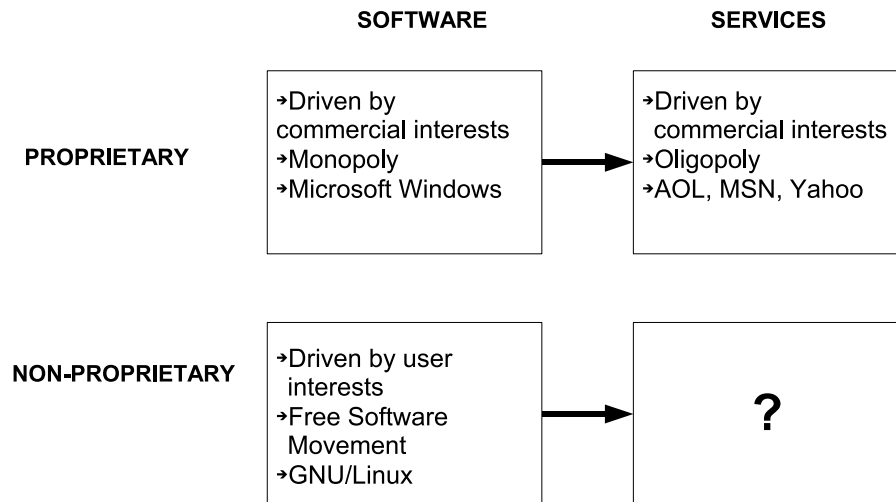 SOFTWARE
SERVICES
PROPRIETARY
➔Driven by
commercial interests
➔Monopoly
➔Microsoft Windows
➔Driven by
commercial interests
➔Oligopoly
➔AOL, MSN, Yahoo
NON-PROPRIETARY
➔Driven by user
interests
➔Free Software
Movement
➔GNU/Linux
?